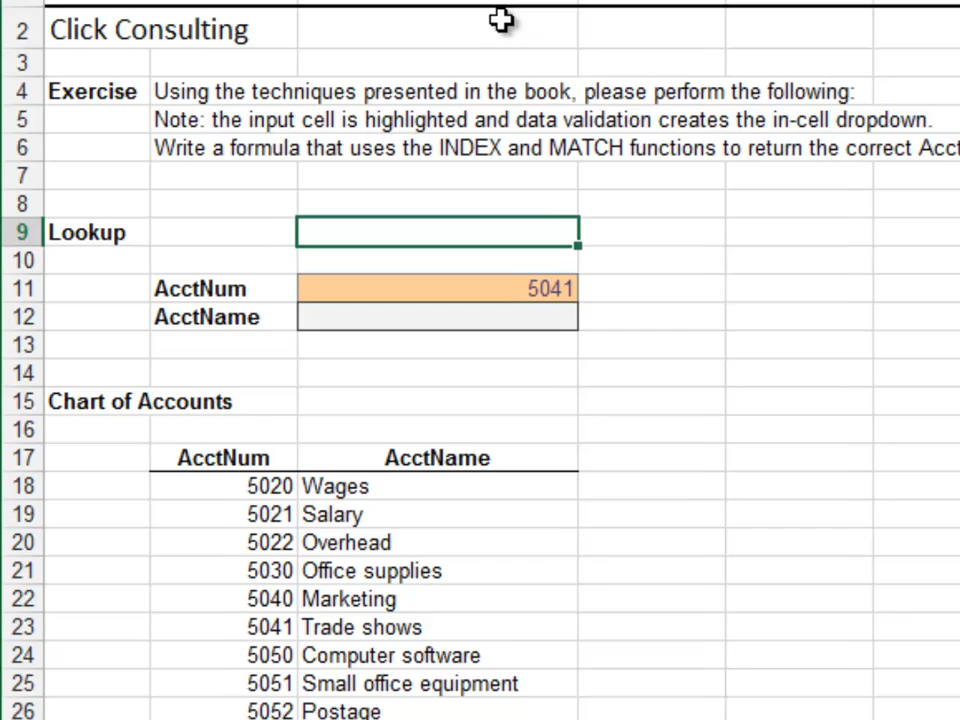 2 Click Consulting
3
4 Exercise Using the techniques presented in the book, please perform the following:
5 Note: the input cell is highlighted and data validation creates the in-cell dropdown.
6 Write a formula that uses the INDEX and MATCH functions to return the correct Acct
7
8
9 Lookup
10
11 AcctNum 5041
12 AcctName
13
14
15 Chart of Accounts
16
17 AcctNum AcctName
18 5020 Wages
19 5021 Salary
20 5022 Overhead
21 5030 Office supplies
22 5040 Marketing
23 5041 Trade shows
24 5050 Computer software
25 5051 Small office equipment
26 5052 Postage